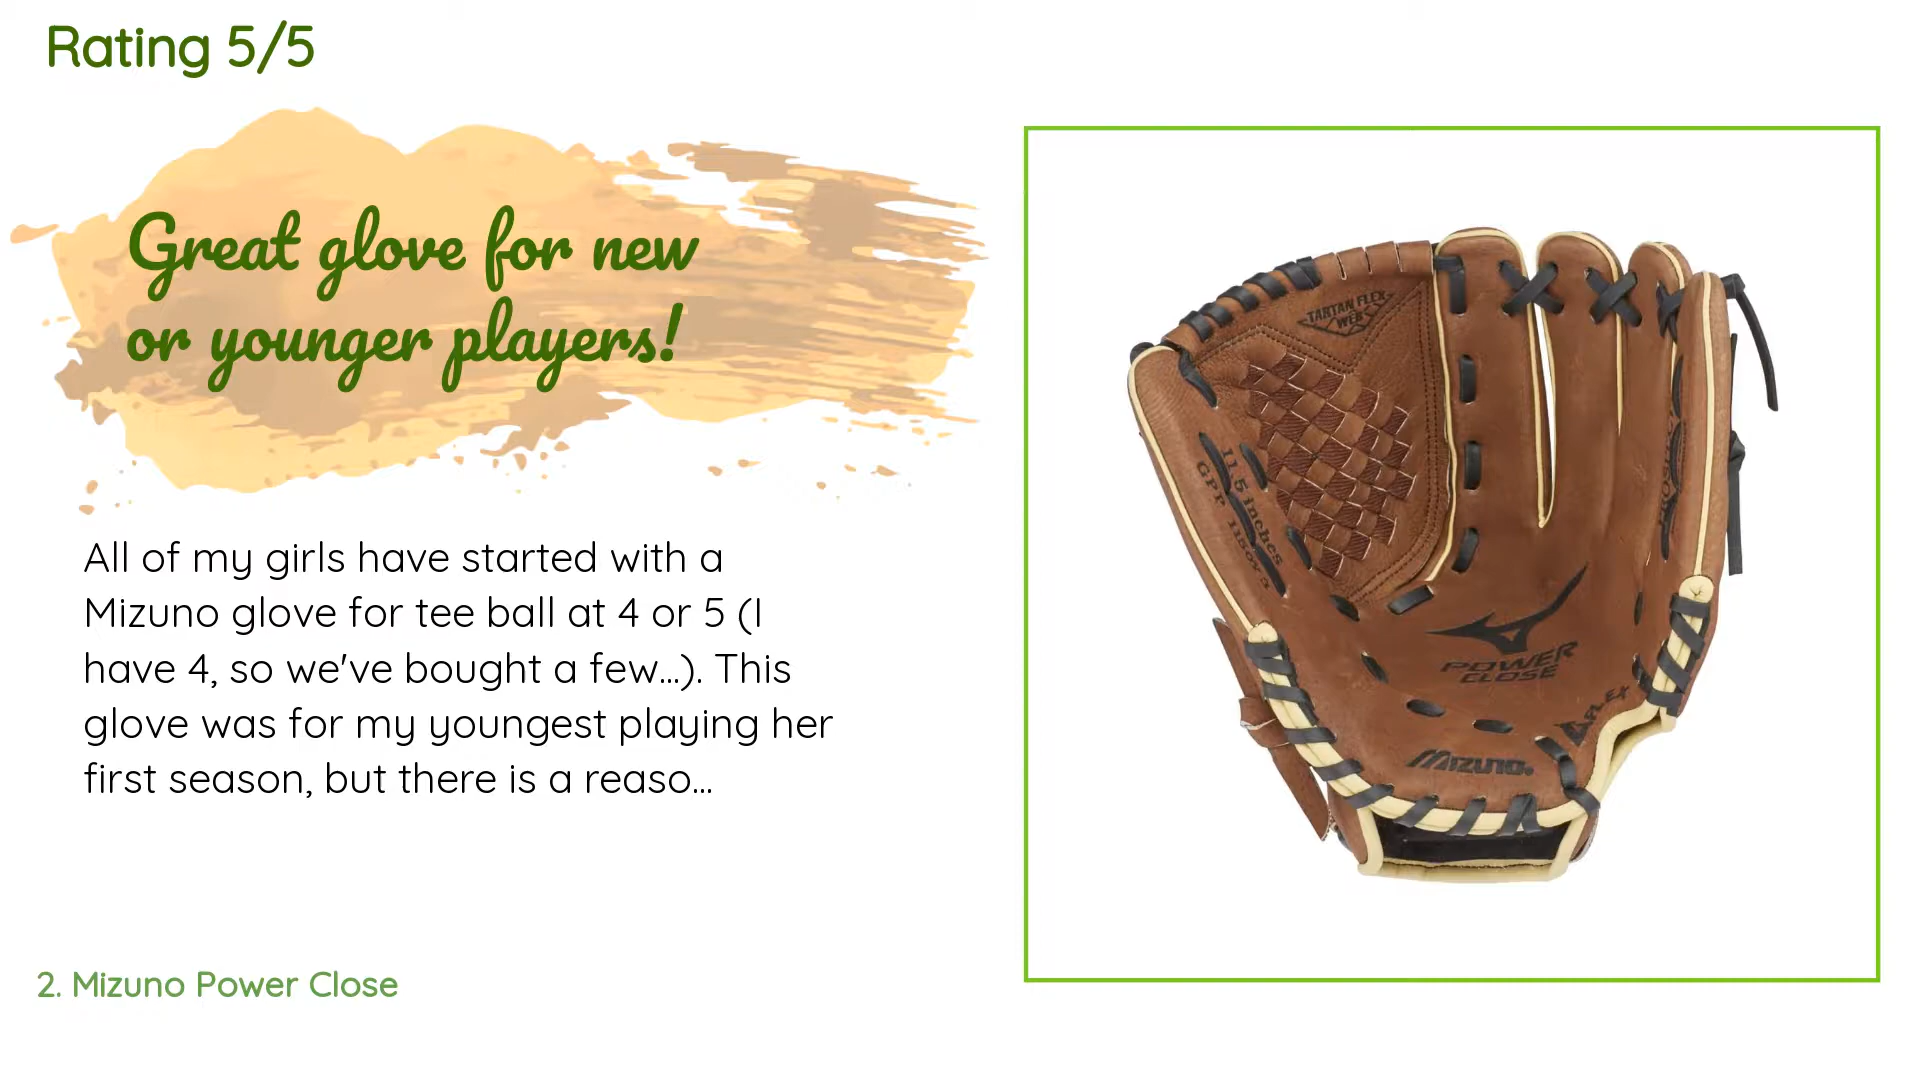 Rating 5/5
Great glove for new
or younger players!
All of my girls have started with a
Mizuno glove for tee ball at 4 or 5 (I
have 4, so we've bought a few...). This
glove was for my youngest playing her
first season, but there is a reaso...
2. Mizuno Power Close
TARTAN FLEX
WEB
11.5 inches
POWER
CLOSE
MIZUNO